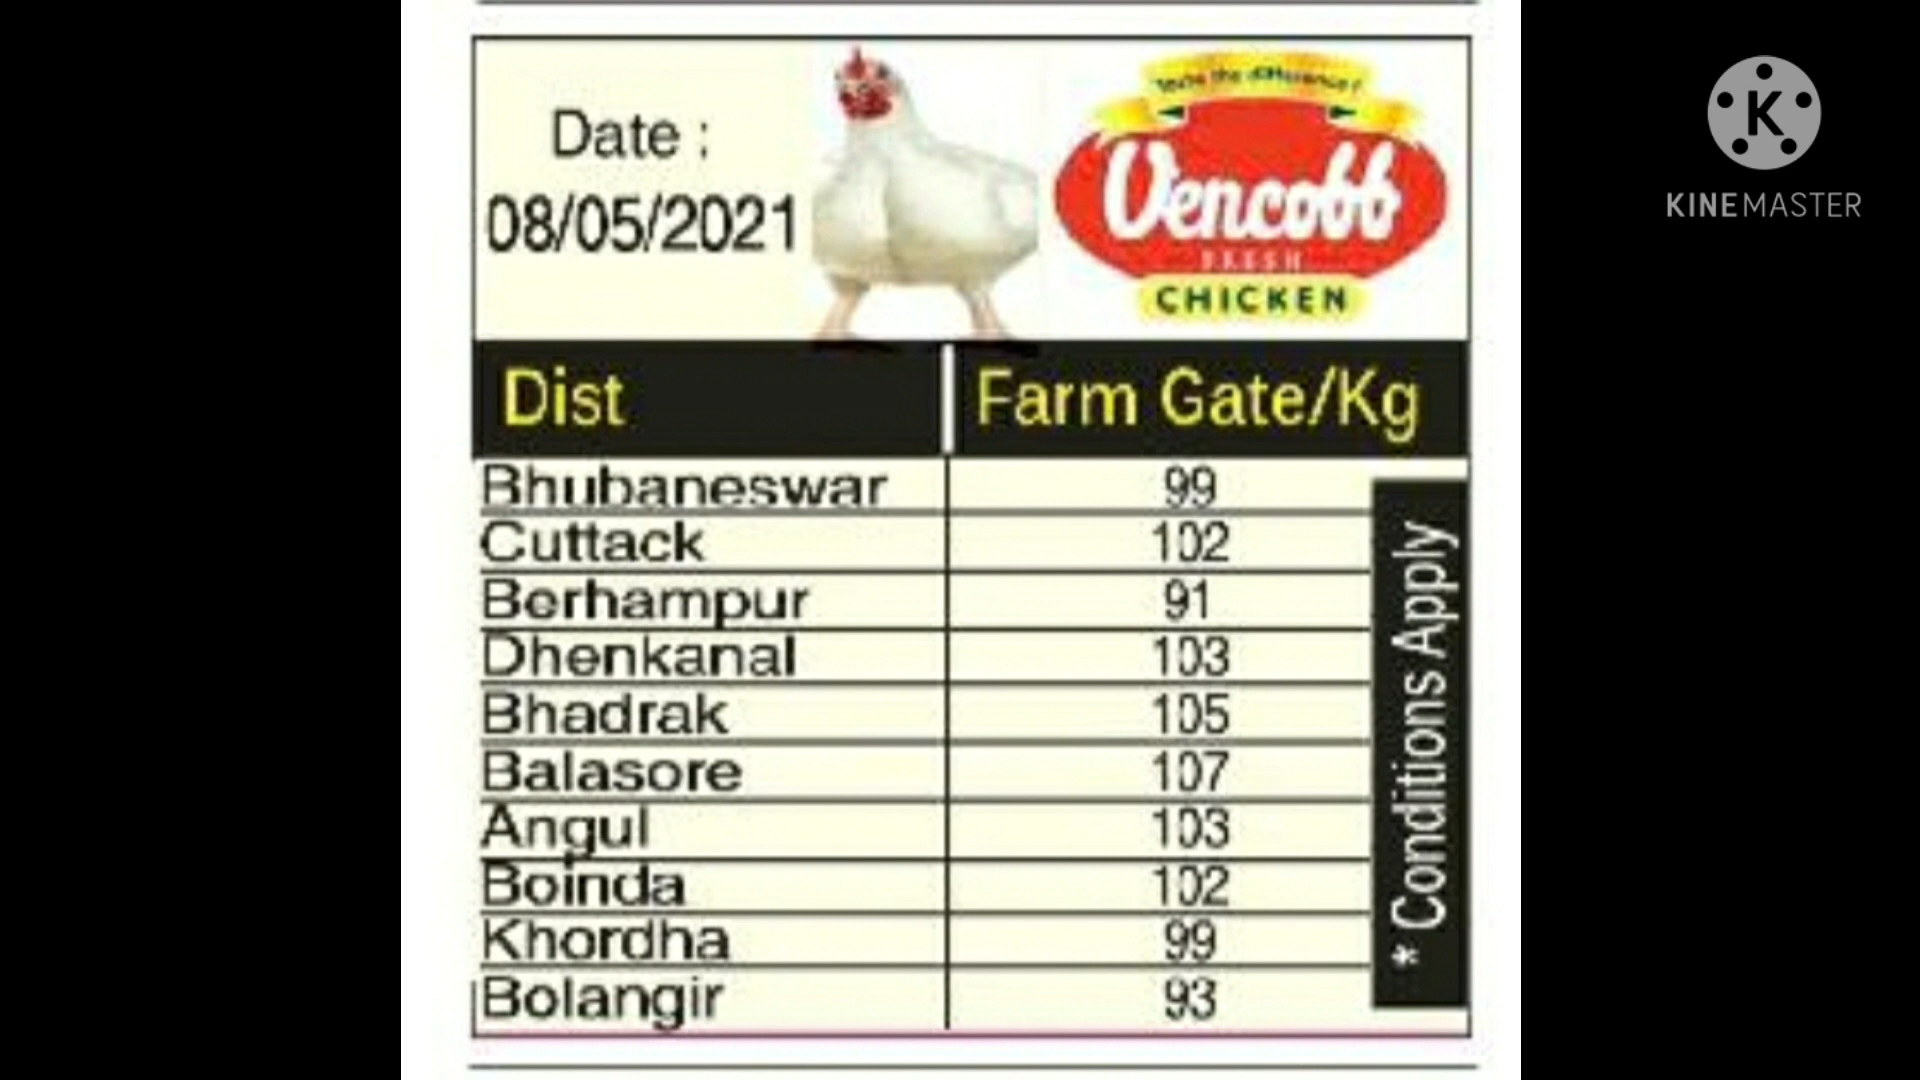 Date :
08/05/2021
Vencobb
FRESH
CHICKEN
Dist Farm Gate/Kg
Bhubaneswar 99
Cuttack 102
Berhampur 91
Dhenkanal 103
Bhadrak 105
Balasore 107
Angul 103
Boinda 102
Khordha 99
Bolangir 93
* Conditions Apply
K
KINEMASTER